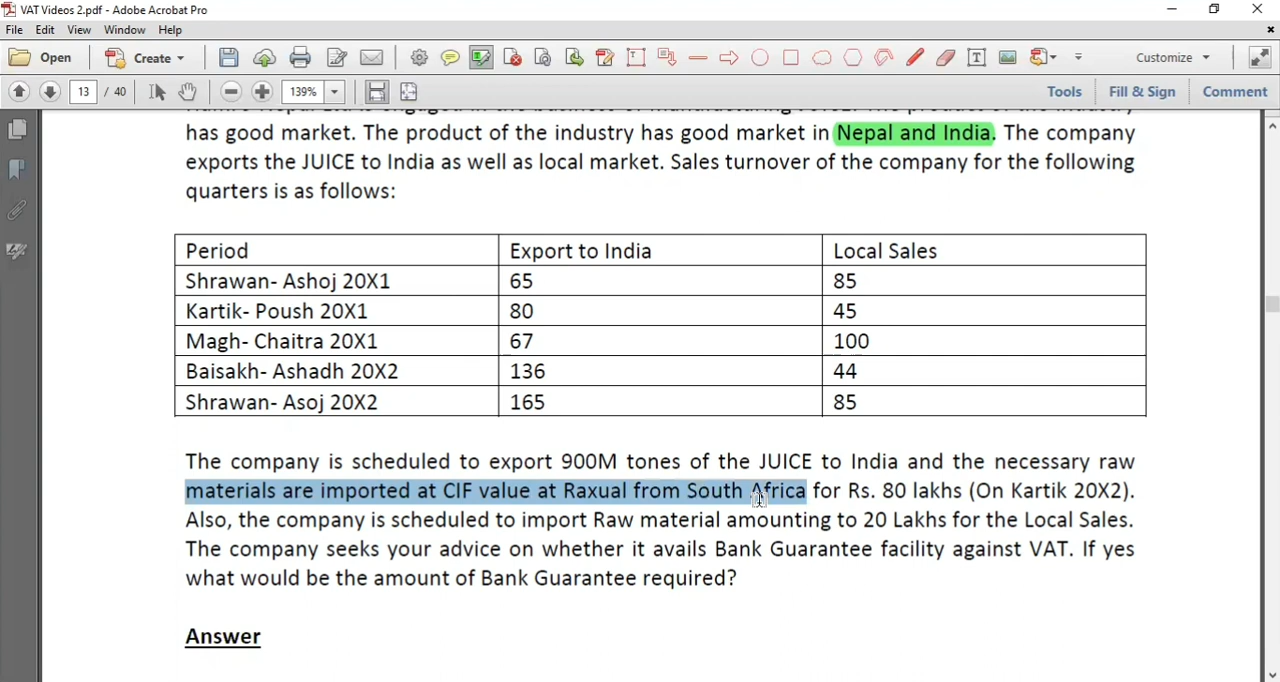 VAT Videos 2.pdf - Adobe Acrobat Pro
File Edit View Window Help
Open Create Customize
13 / 40 139% Tools Fill & Sign Comment
has good market. The product of the industry has good market in Nepal and India. The company
exports the JUICE to India as well as local market. Sales turnover of the company for the following
quarters is as follows:
Period Export to India Local Sales
Shrawan- Ashoj 20X1 65 85
Kartik- Poush 20X1 80 45
Magh- Chaitra 20X1 67 100
Baisakh- Ashadh 20X2 136 44
Shrawan- Asoj 20X2 165 85
The company is scheduled to export 900M tones of the JUICE to India and the necessary raw
materials are imported at CIF value at Raxual from South Africa for Rs. 80 lakhs (On Kartik 20X2).
Also, the company is scheduled to import Raw material amounting to 20 Lakhs for the Local Sales.
The company seeks your advice on whether it avails Bank Guarantee facility against VAT. If yes
what would be the amount of Bank Guarantee required?
Answer